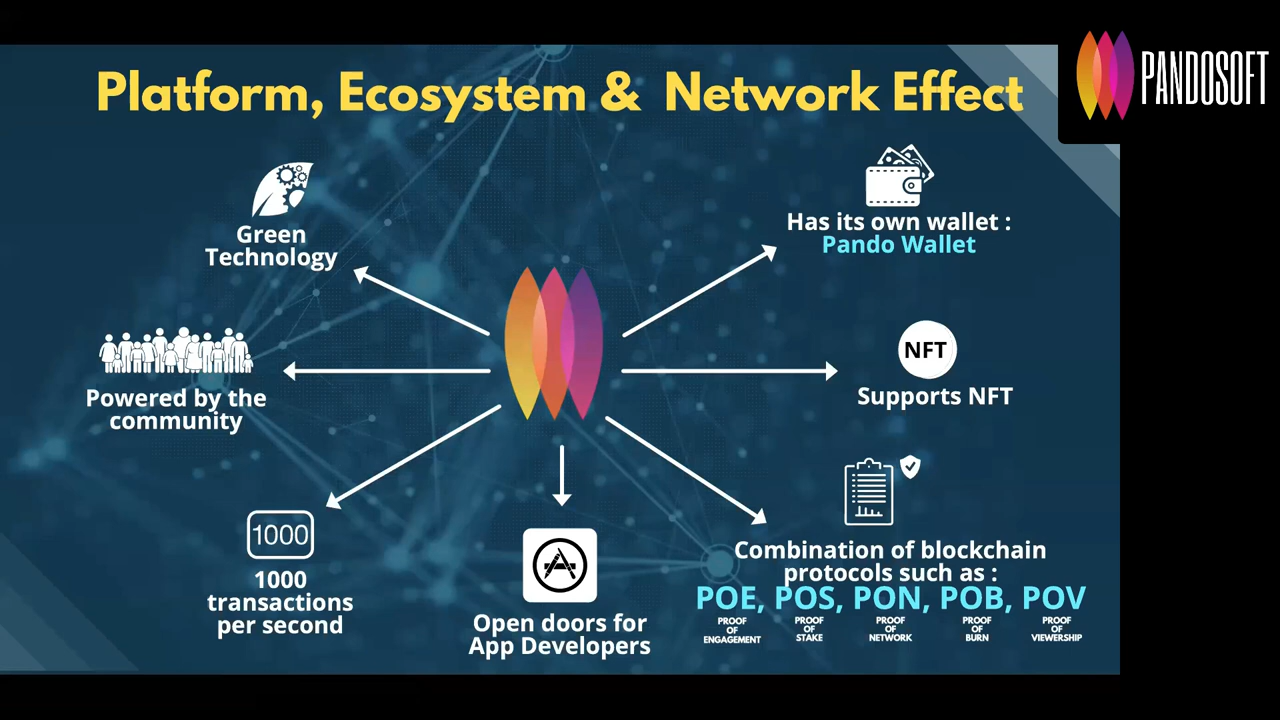 Platform, Ecosystem & Network Effect
PANDOSOFT
Green
Technology
Has its own wallet :
Pando Wallet
Powered by the
community
NFT
Supports NFT
1000
1000
transactions
per second
Open doors for
App Developers
Combination of blockchain
protocols such as :
POE, POS, PON, POB, POV
PROOF
OF
ENGAGEMENT
PROOF
OF
STAKE
PROOF
OF
NETWORK
PROOF
OF
BURN
PROOF
OF
VIEWERSHIP